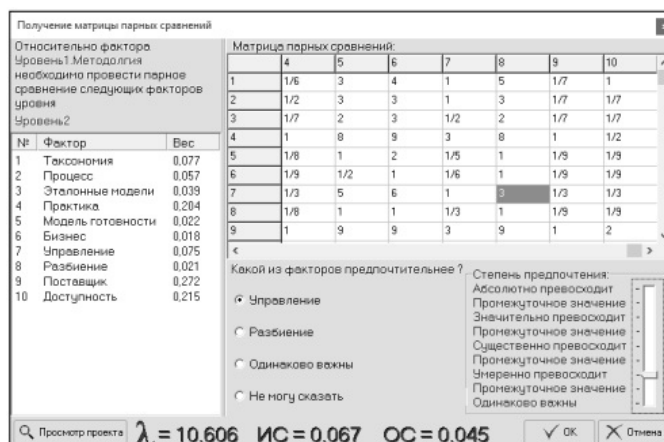 Получение матрицы парных сравнений
Относительно фактора
Уровень1.Методолгия
необходимо провести парное
сравнение следующих факторов
уровня
Уровень2
№ Фактор Вес
1 Таксономия 0,077
2 Процесс 0,057
3 Эталонные модели 0,039
4 Практика 0,204
5 Модель готовности 0,022
6 Бизнес 0,018
7 Управление 0,075
8 Разбиение 0,021
9 Поставщик 0,272
10 Доступность 0,215
Матрица парных сравнений:
4 5 6 7 8 9 10
1 1/6 3 4 1 5 1/7 1
2 1/2 3 3 1 3 1/7 1/7
3 1/7 2 3 1/2 2 1/7 1/7
4 1 8 9 3 8 1 1/2
5 1/8 1 2 1/5 1 1/9 1/9
6 1/9 1/2 1 1/6 1 1/9 1/9
7 1/3 5 6 1 3 1/3 1/3
8 1/8 1 1 1/3 1 1/9 1/9
9 1 9 9 3 9 1 2
Какой из факторов предпочтительнее ?
Управление
Разбиение
Одинаково важны
Не могу сказать
Степень предпочтения:
Абсолютно превосходит
Промежуточное значение
Значительно превосходит
Промежуточное значение
Существенно превосходит
Промежуточное значение
Умеренно превосходит
Промежуточное значение
Одинаково важны
Просмотр проекта λ = 10.606 ИС = 0.067 ОС = 0.045 OK Отмена